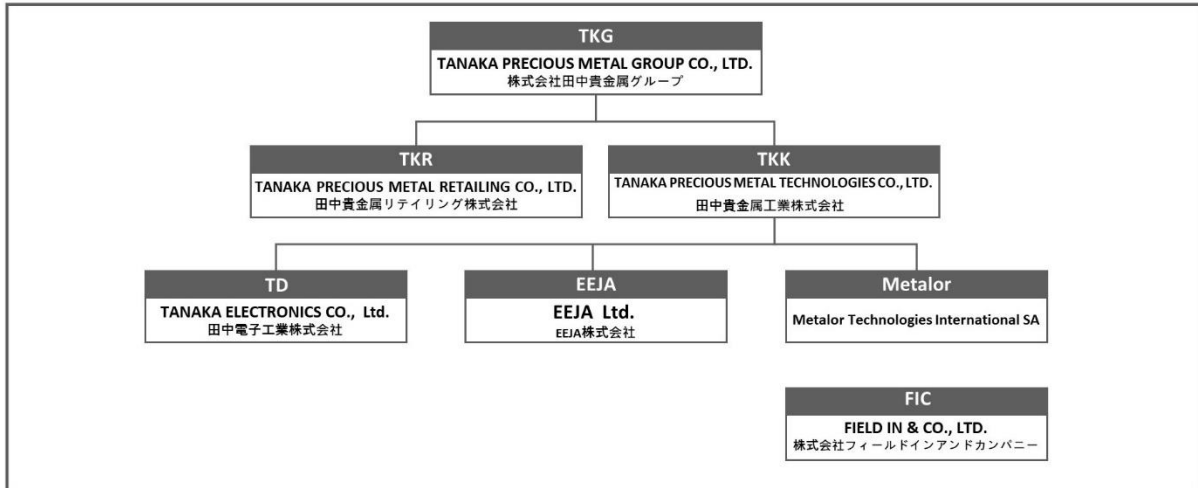 TKG
TANAKA PRECIOUS METAL GROUP CO., LTD.
株式会社田中貴金属グループ
TKR
TANAKA PRECIOUS METAL RETAILING CO., LTD.
田中貴金属リテイリング株式会社
TKK
TANAKA PRECIOUS METAL TECHNOLOGIES CO., LTD.
田中貴金属工業株式会社
TD
TANAKA ELECTRONICS CO., Ltd.
田中電子工業株式会社
EEJA
EEJA Ltd.
EEJA株式会社
Metalor
Metalor Technologies International SA
FIC
FIELD IN & CO., LTD.
株式会社フィールドインアンドカンパニー